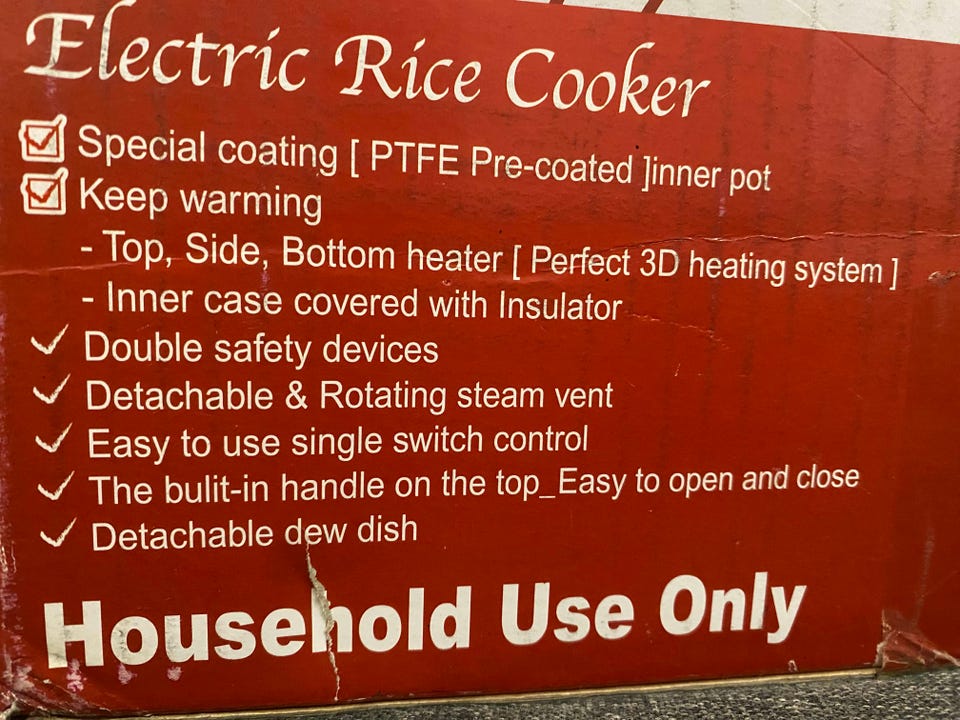 Electric Rice Cooker
Special coating [ PTFE Pre-coated ]inner pot
Keep warming
- Top, Side, Bottom heater [ Perfect 3D heating system ]
- Inner case covered with Insulator
Double safety devices
Detachable & Rotating steam vent
Easy to use single switch control
The bulit-in handle on the top_Easy to open and close
Detachable dew dish
Household Use Only